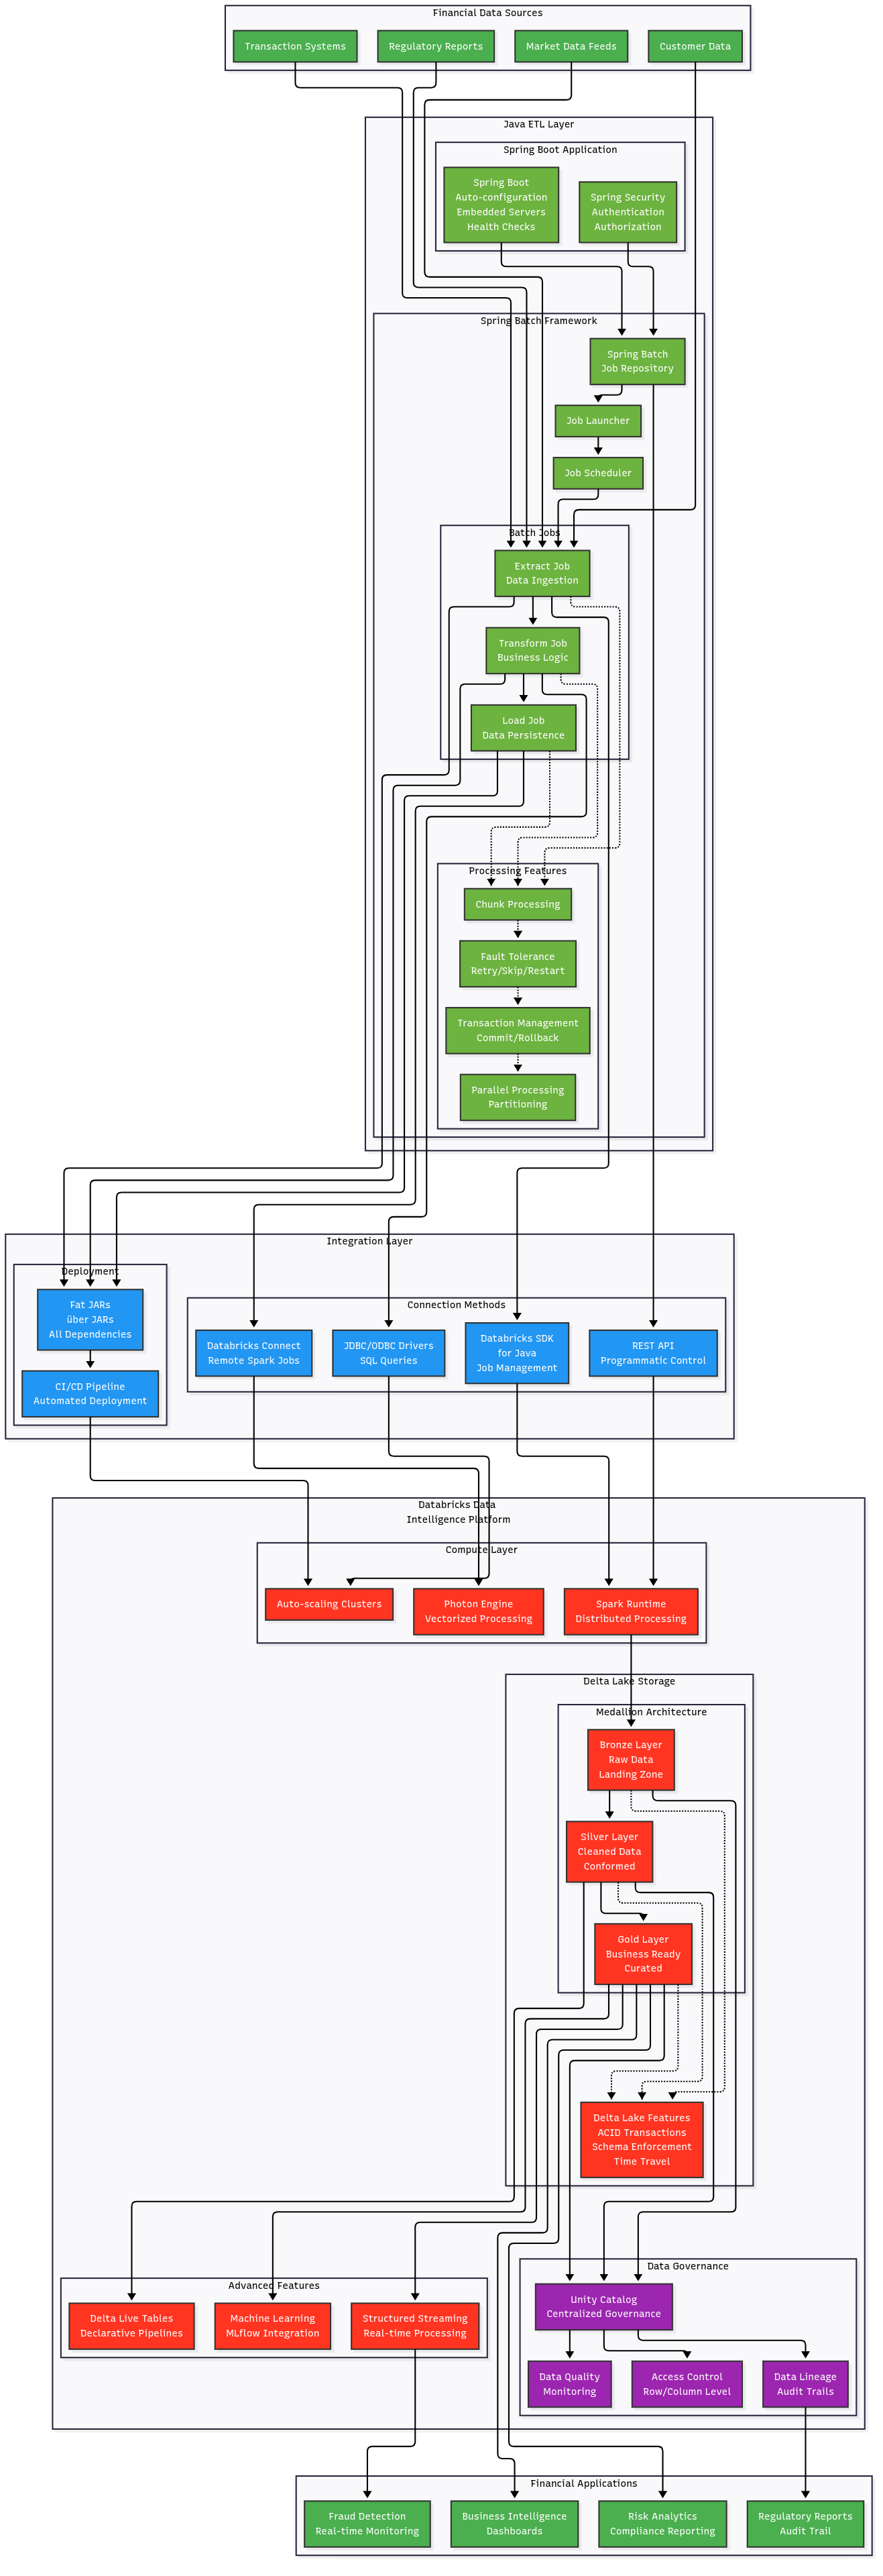 Financial Data Sources
Transaction Systems
Regulatory Reports
Market Data Feeds
Customer Data
Java ETL Layer
Spring Boot Application
Spring Boot
Auto-configuration
Embedded Servers
Health Checks
Spring Security
Authentication
Authorization
Spring Batch Framework
Spring Batch
Job Repository
Job Launcher
Job Scheduler
Batch Jobs
Extract Job
Data Ingestion
Transform Job
Business Logic
Load Job
Data Persistence
Processing Features
Chunk Processing
Fault Tolerance
Retry/Skip/Restart
Transaction Management
Commit/Rollback
Parallel Processing
Partitioning
Integration Layer
Deployment
Fat JARs
über JARs
All Dependencies
CI/CD Pipeline
Automated Deployment
Connection Methods
Databricks Connect
Remote Spark Jobs
JDBC/ODBC Drivers
SQL Queries
Databricks SDK
for Java
Job Management
REST API
Programmatic Control
Databricks Data
Intelligence Platform
Compute Layer
Auto-scaling Clusters
Photon Engine
Vectorized Processing
Spark Runtime
Distributed Processing
Delta Lake Storage
Medallion Architecture
Bronze Layer
Raw Data
Landing Zone
Silver Layer
Cleaned Data
Conformed
Gold Layer
Business Ready
Curated
Delta Lake Features
ACID Transactions
Schema Enforcement
Time Travel
Advanced Features
Delta Live Tables
Declarative Pipelines
Machine Learning
MLflow Integration
Structured Streaming
Real-time Processing
Data Governance
Unity Catalog
Centralized Governance
Data Quality
Monitoring
Access Control
Row/Column Level
Data Lineage
Audit Trails
Financial Applications
Fraud Detection
Real-time Monitoring
Business Intelligence
Dashboards
Risk Analytics
Compliance Reporting
Regulatory Reports
Audit Trail